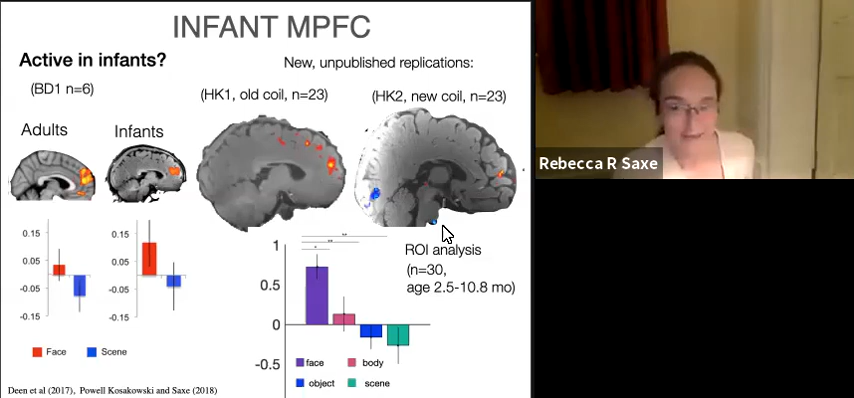 INFANT MPFC
Active in infants?
(BD1 n=6)
New, unpublished replications:
(HK1, old coil, n=23)
(HK2, new coil, n=23)
Adults
Infants
0.15
0.05
-0.05
-0.15
0.15
0.05
-0.05
-0.15
Face
Scene
*
**
**
1
0.5
0
-0.5
face
body
object
scene
ROI analysis
(n=30,
age 2.5-10.8 mo)
Deen et al (2017), Powell Kosakowski and Saxe (2018)
Rebecca R Saxe